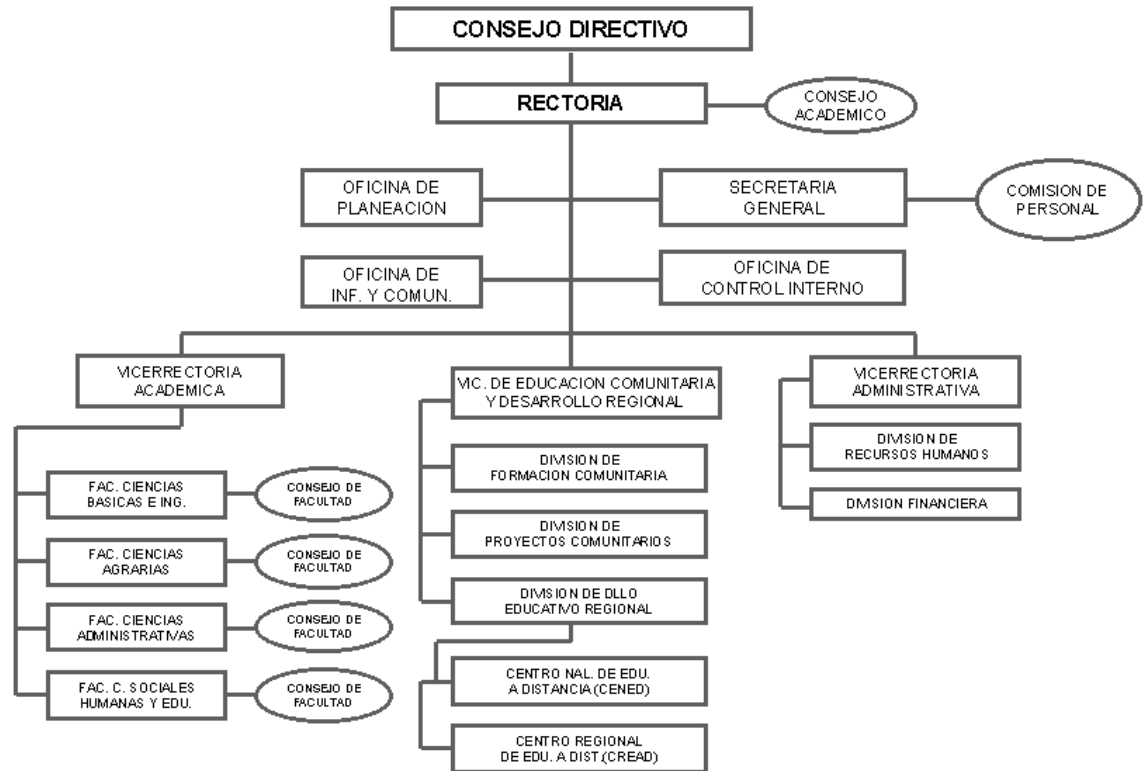 CONSEJO DIRECTIVO
RECTORIA
CONSEJO
ACADEMICO
OFICINA DE
PLANEACION
SECRETARIA
GENERAL
COMISION DE
PERSONAL
OFICINA DE
INF. Y COMUN.
OFICINA DE
CONTROL INTERNO
VICERRECTORIA
ACADEMICA
VIC. DE EDUCACION COMUNITARIA
Y DESARROLLO REGIONAL
VICERRECTORIA
ADMINISTRATIVA
FAC. CIENCIAS
BASICAS E ING.
CONSEJO DE
FACULTAD
FAC. CIENCIAS
AGRARIAS
CONSEJO DE
FACULTAD
FAC. CIENCIAS
ADMINISTRATIVAS
CONSEJO DE
FACULTAD
FAC. C. SOCIALES
HUMANAS Y EDU.
CONSEJO DE
FACULTAD
DIVISION DE
FORMACION COMUNITARIA
DIVISION DE
PROYECTOS COMUNITARIOS
DIVISION DE DLLO
EDUCATIVO REGIONAL
CENTRO NAL. DE EDU.
A DISTANCIA (CENED)
CENTRO REGIONAL
DE EDU. A DIST.(CREAD)
DIVISION DE
RECURSOS HUMANOS
DIVISION FINANCIERA